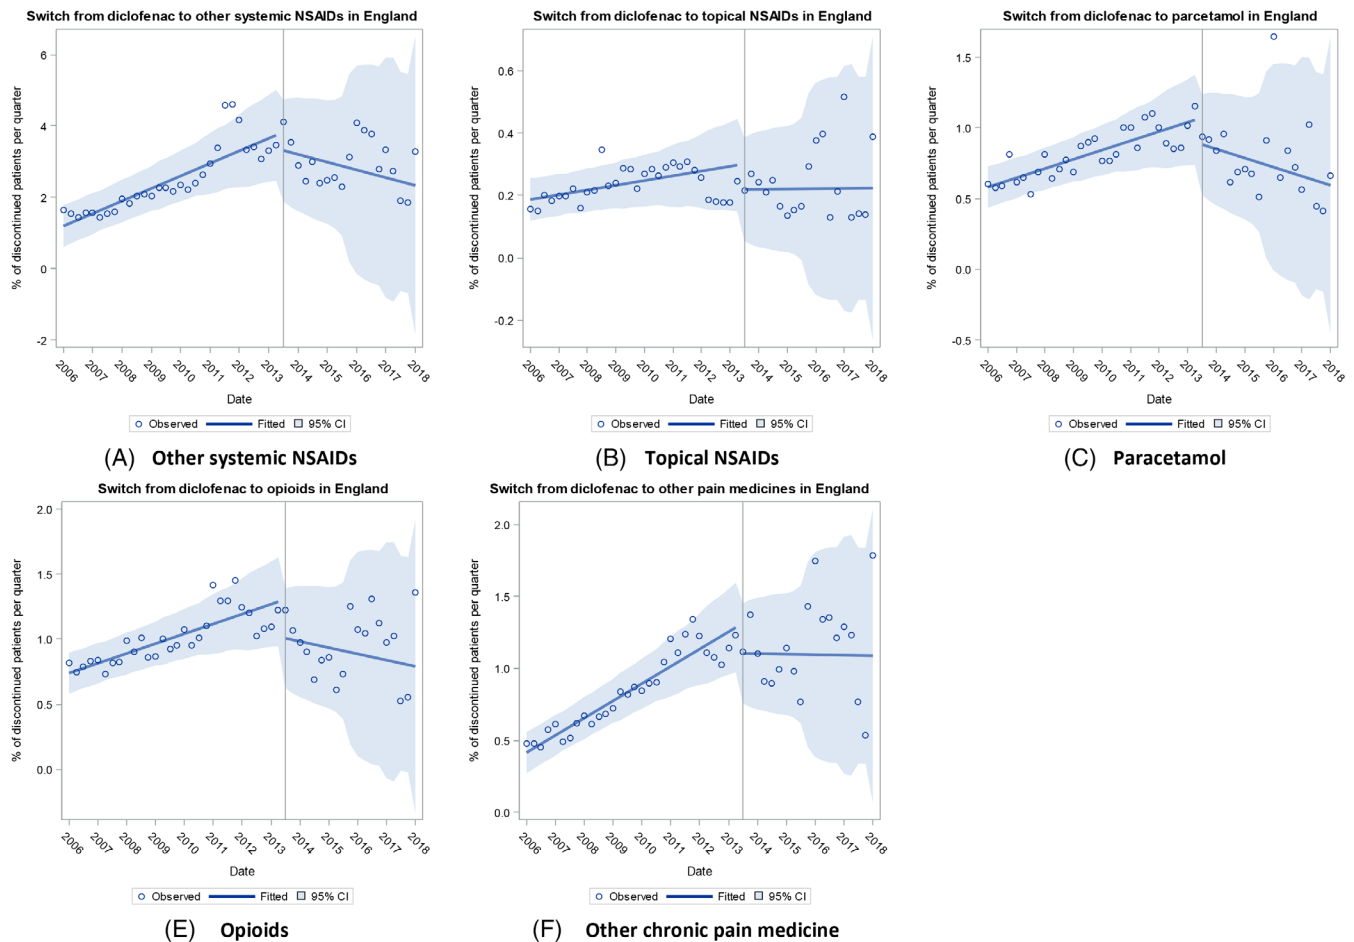 Switch from diclofenac to other systemic NSAIDs in England
% of discontinued patients per quarter
6
4
2
0
-2
2006 2007 2008 2009 2010 2011 2012 2013 2014 2015 2016 2017 2018
Date
Observed Fitted 95% CI
(A) Other systemic NSAIDs
Switch from diclofenac to topical NSAIDs in England
% of discontinued patients per quarter
0.6
0.4
0.2
0.0
-0.2
2006 2007 2008 2009 2010 2011 2012 2013 2014 2015 2016 2017 2018
Date
Observed Fitted 95% CI
(B) Topical NSAIDs
Switch from diclofenac to parcetamol in England
% of discontinued patients per quarter
1.5
1.0
0.5
0.0
-0.5
2006 2007 2008 2009 2010 2011 2012 2013 2014 2015 2016 2017 2018
Date
Observed Fitted 95% CI
(C) Paracetamol
Switch from diclofenac to opioids in England
% of discontinued patients per quarter
2.0
1.5
1.0
0.5
0.0
2006 2007 2008 2009 2010 2011 2012 2013 2014 2015 2016 2017 2018
Date
Observed Fitted 95% CI
(E) Opioids
Switch from diclofenac to other pain medicines in England
% of discontinued patients per quarter
2.0
1.5
1.0
0.5
0.0
2006 2007 2008 2009 2010 2011 2012 2013 2014 2015 2016 2017 2018
Date
Observed Fitted 95% CI
(F) Other chronic pain medicine